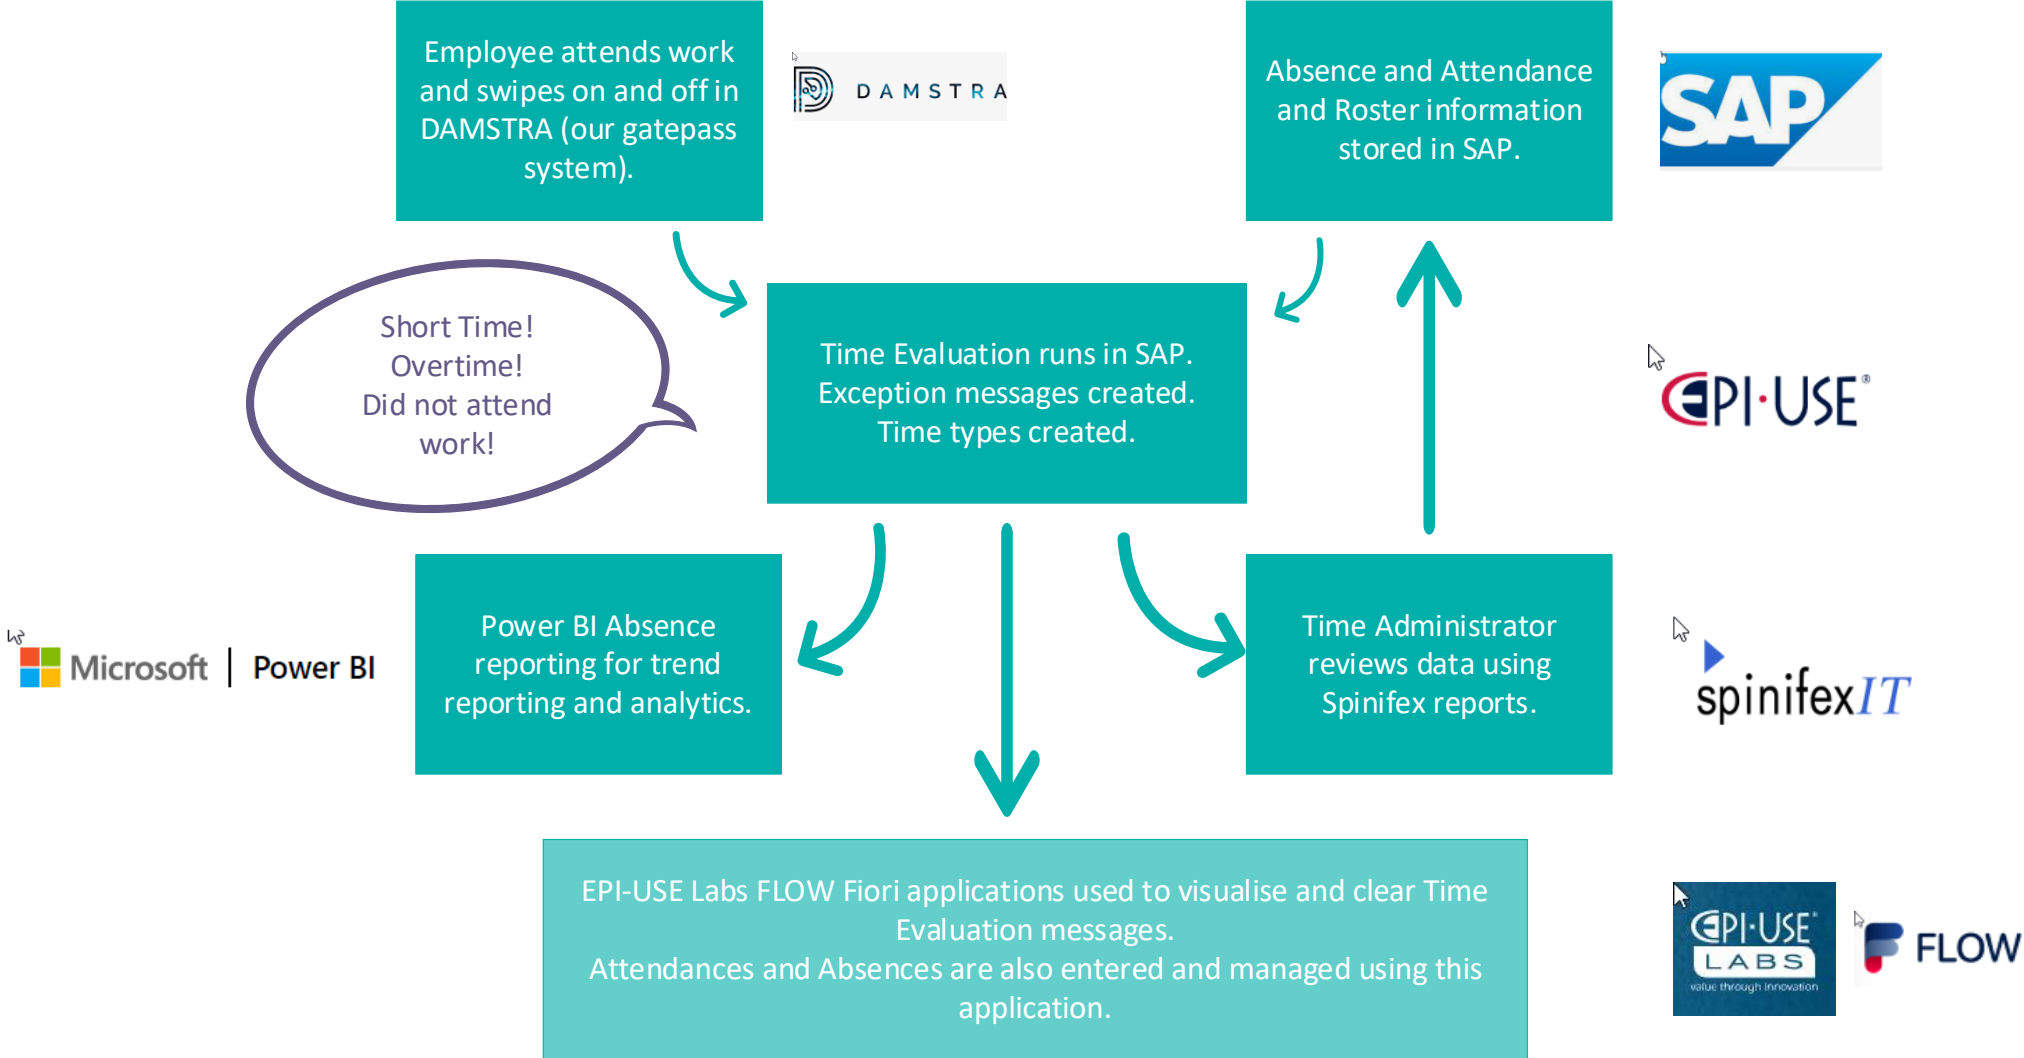 Employee attends work
and swipes on and off in
DAMSTRA (our gatepass
system).
DAMSTRA
Absence and Attendance
and Roster information
stored in SAP.
SAP
Short Time!
Overtime!
Did not attend
work!
Time Evaluation runs in SAP.
Exception messages created.
Time types created.
EPI·USE®
Microsoft | Power BI
Power BI Absence
reporting for trend
reporting and analytics.
Time Administrator
reviews data using
Spinifex reports.
spinifexIT
EPI-USE Labs FLOW Fiori applications used to visualise and clear Time
Evaluation messages.
Attendances and Absences are also entered and managed using this
application.
EPI·USE
LABS
value through innovation
FLOW